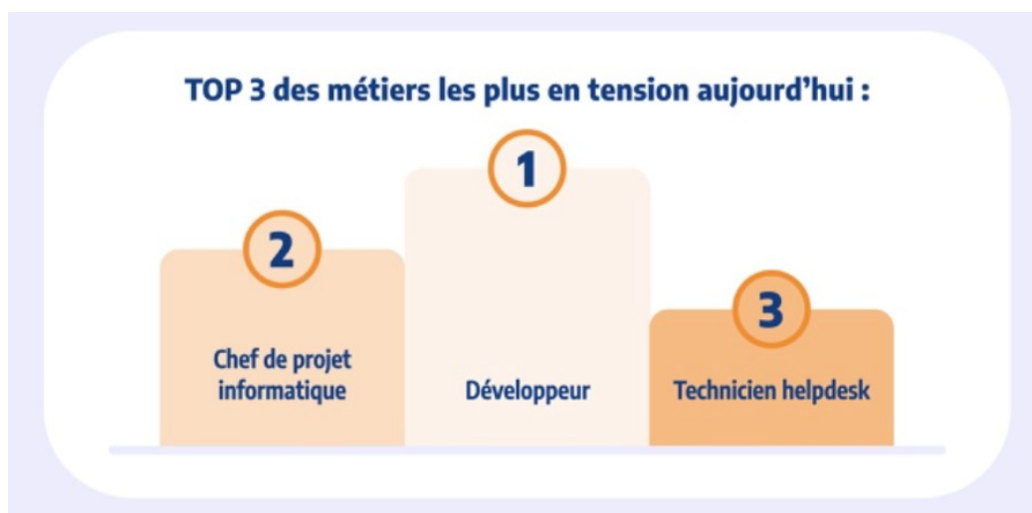 TOP 3 des métiers les plus en tension aujourd’hui :
1
2
3
Chef de projet
informatique
Développeur
Technicien helpdesk